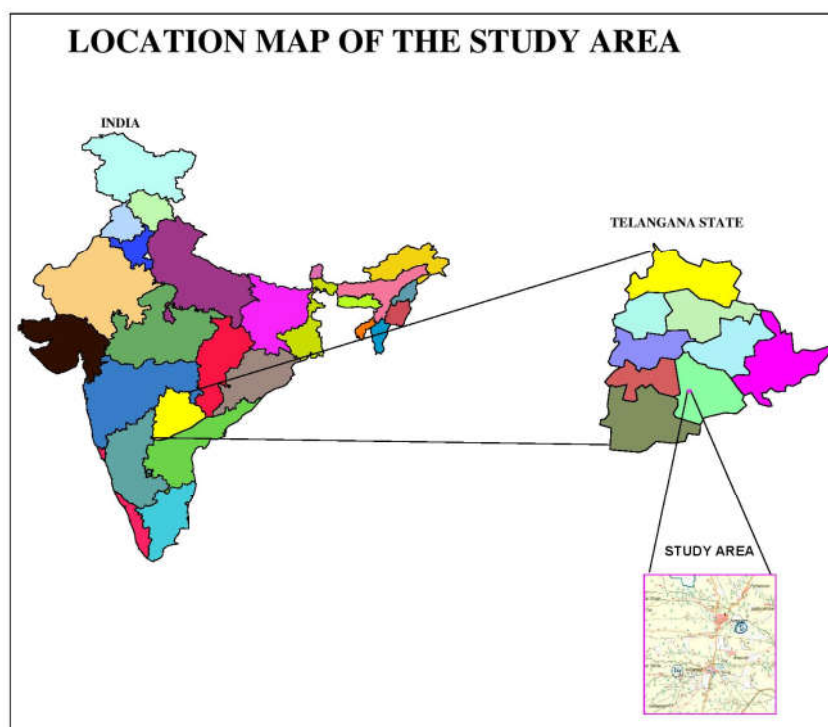 LOCATION MAP OF THE STUDY AREA
INDIA
TELANGANA STATE
STUDY AREA